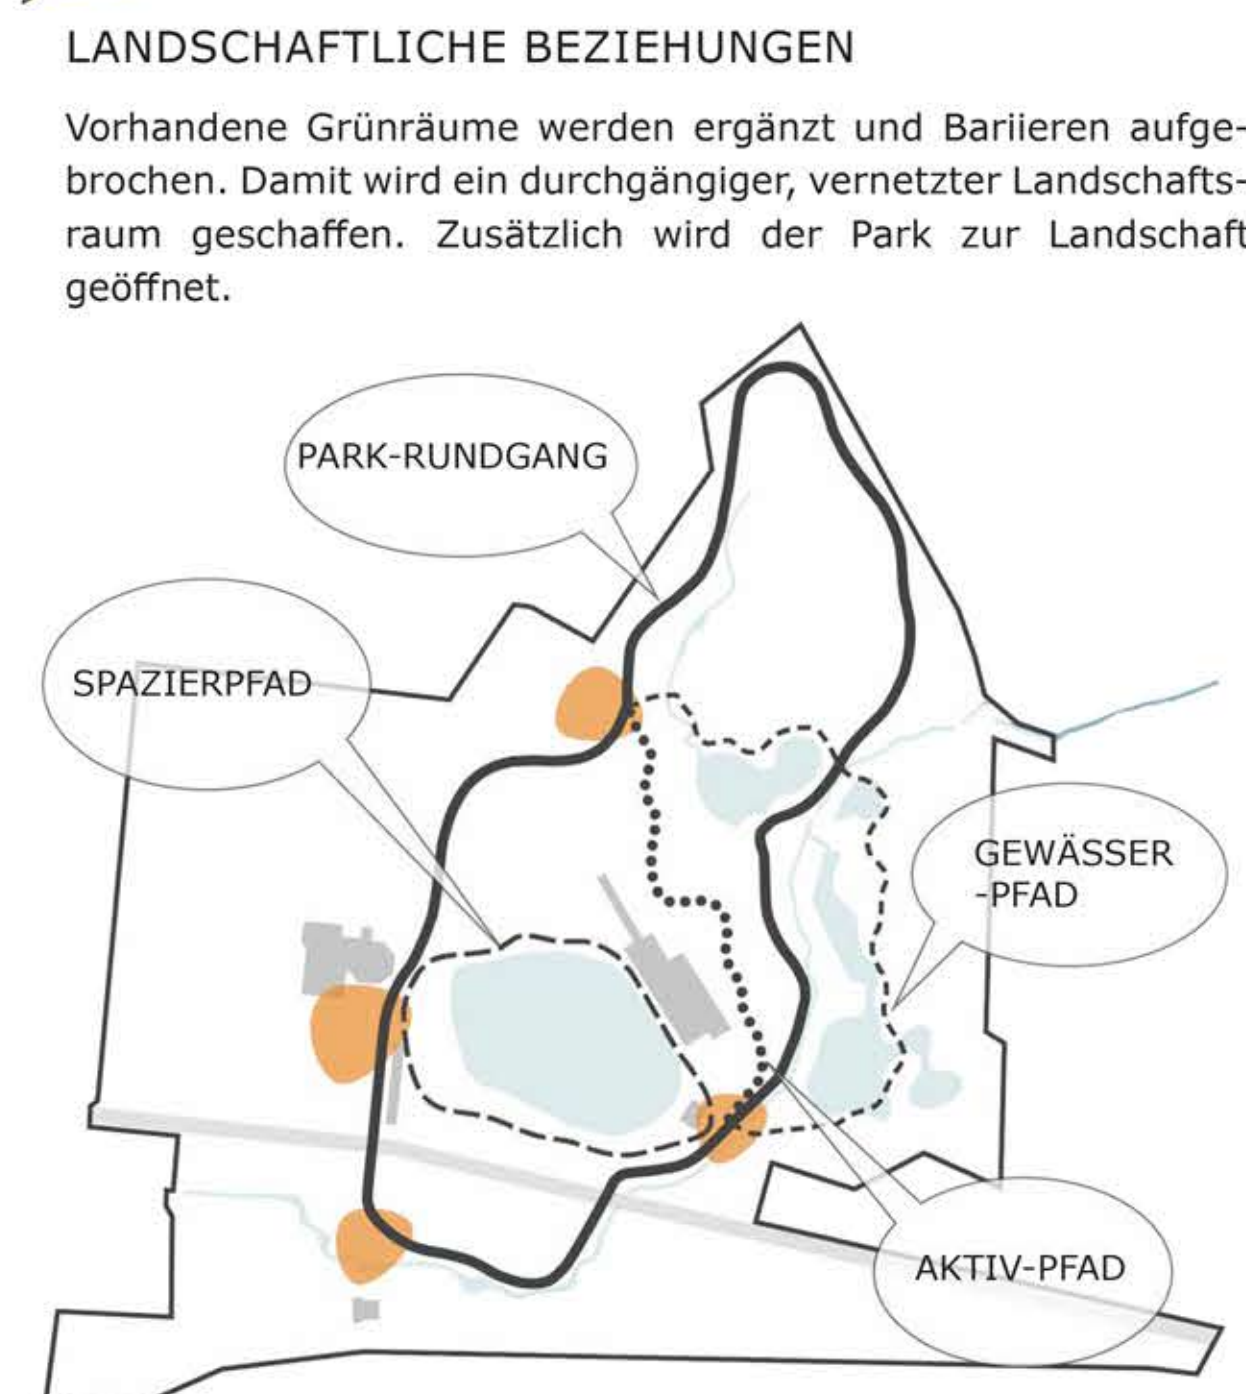 LANDSCHAFTLICHE BEZIEHUNGEN
Vorhandene Grünräume werden ergänzt und Bariieren aufge-
brochen. Damit wird ein durchgängiger, vernetzter Landschafts-
raum geschaffen. Zusätzlich wird der Park zur Landschaft
geöffnet.
PARK-RUNDGANG
SPAZIERPFAD
GEWÄSSER
-PFAD
AKTIV-PFAD